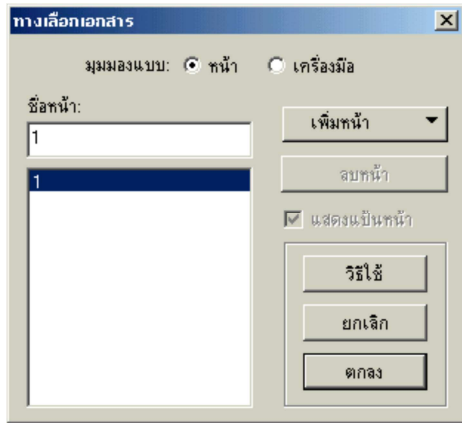 ทางเลือกเอกสาร
มุมมองแบบ: หน้า เครื่องมือ
ชื่อหน้า:
เพิ่มหน้า
1
ลบหน้า
1
แสดงแป้นหน้า
วิธีใช้
ยกเลิก
ตกลง